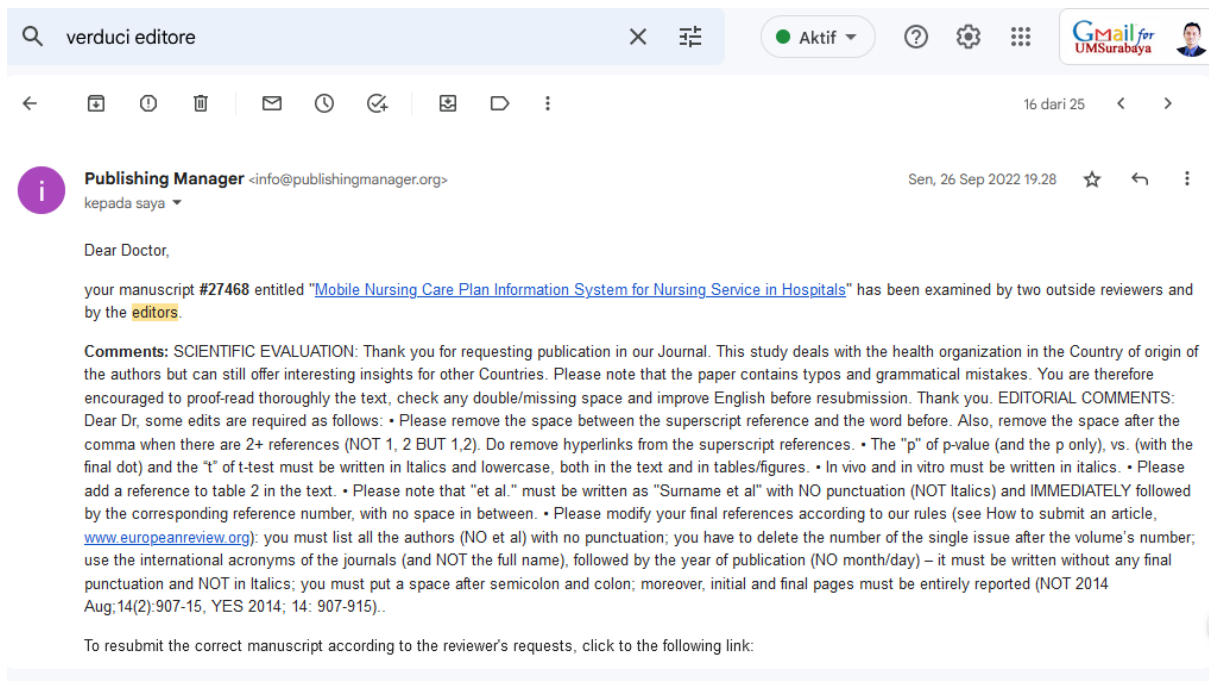 verduci editore
Aktif
GMail for
UMSurabaya
16 dari 25
i
Publishing Manager <info@publishingmanager.org>
Sen, 26 Sep 2022 19.28
kepada saya
Dear Doctor,
your manuscript #27468 entitled "Mobile Nursing Care Plan Information System for Nursing Service in Hospitals" has been examined by two outside reviewers and
by the editors.
Comments: SCIENTIFIC EVALUATION: Thank you for requesting publication in our Journal. This study deals with the health organization in the Country of origin of
the authors but can still offer interesting insights for other Countries. Please note that the paper contains typos and grammatical mistakes. You are therefore
encouraged to proof-read thoroughly the text, check any double/missing space and improve English before resubmission. Thank you. EDITORIAL COMMENTS:
Dear Dr, some edits are required as follows: • Please remove the space between the superscript reference and the word before. Also, remove the space after the
comma when there are 2+ references (NOT 1, 2 BUT 1,2). Do remove hyperlinks from the superscript references. • The "p" of p-value (and the p only), vs. (with the
final dot) and the “t” of t-test must be written in Italics and lowercase, both in the text and in tables/figures. • In vivo and in vitro must be written in italics. • Please
add a reference to table 2 in the text. • Please note that "et al." must be written as "Surname et al" with NO punctuation (NOT Italics) and IMMEDIATELY followed
by the corresponding reference number, with no space in between. • Please modify your final references according to our rules (see How to submit an article,
www.europeanreview.org): you must list all the authors (NO et al) with no punctuation; you have to delete the number of the single issue after the volume's number;
use the international acronyms of the journals (and NOT the full name), followed by the year of publication (NO month/day) – it must be written without any final
punctuation and NOT in Italics; you must put a space after semicolon and colon; moreover, initial and final pages must be entirely reported (NOT 2014
Aug;14(2):907-15, YES 2014; 14: 907-915)..
To resubmit the correct manuscript according to the reviewer's requests, click to the following link: